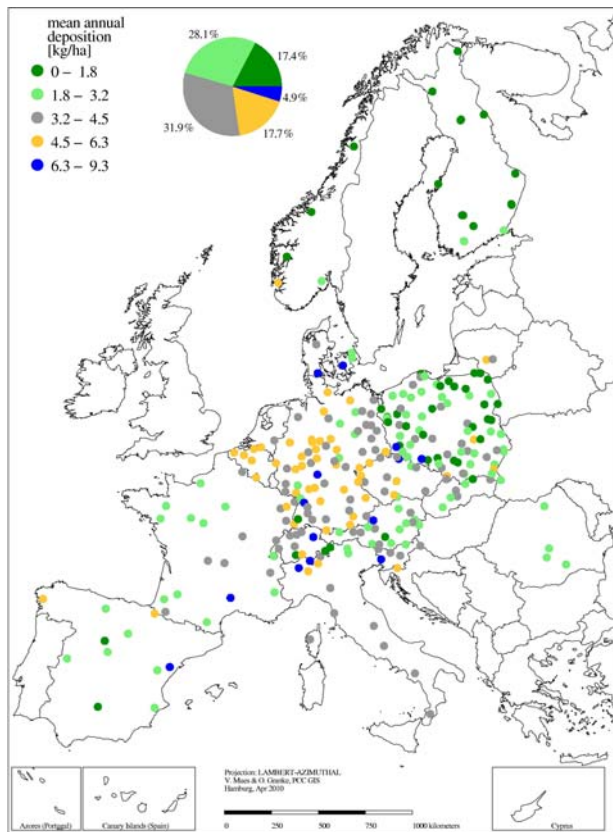 mean annual
deposition
[kg/ha]
0 – 1.8
1.8 – 3.2
3.2 – 4.5
4.5 – 6.3
6.3 – 9.3
28.1%
17.4%
4.9%
17.7%
31.9%
Projection: LAMBERT-AZIMUTHAL
V. Mues & O. Granke, PCC GIS
Hamburg, Apr 2010
0 250 500 1000 kilometers
Azores (Portugal)
Canary Islands (Spain)
Cyprus